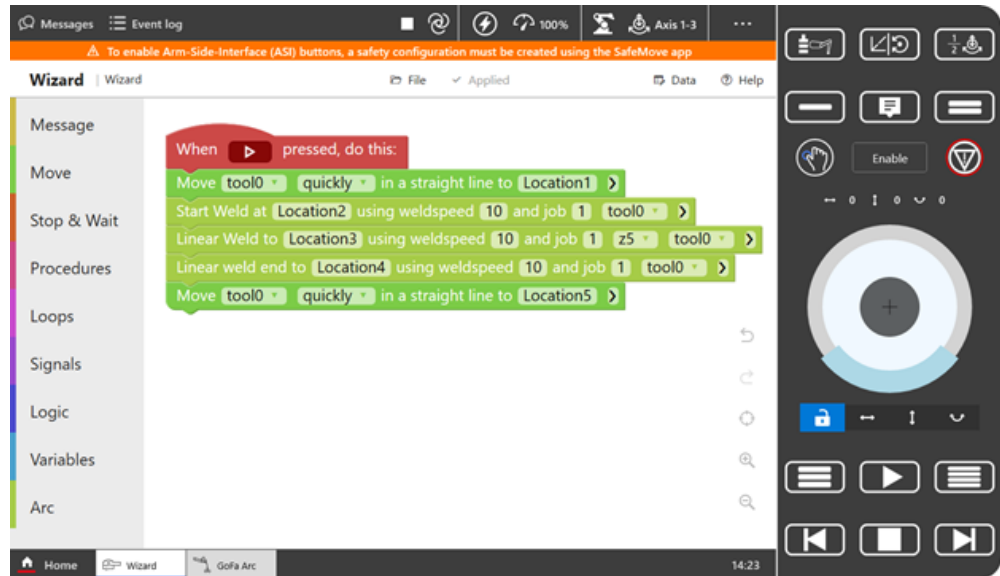 Messages Event log 100% Axis 1-3 ...
To enable Arm-Side-Interface (ASI) buttons, a safety configuration must be created using the SafeMove app
Wizard | Wizard File Applied Data Help
Message
Move
Stop & Wait
Procedures
Loops
Signals
Logic
Variables
Arc
When pressed, do this:
Move tool0 quickly in a straight line to Location1
Start Weld at Location2 using weldspeed 10 and job 1 tool0
Linear Weld to Location3 using weldspeed 10 and job 1 z5 tool0
Linear weld end to Location4 using weldspeed 10 and job 1 tool0
Move tool0 quickly in a straight line to Location5
Home Wizard GoFa Arc 14:23
1/2
Enable
0 0 0